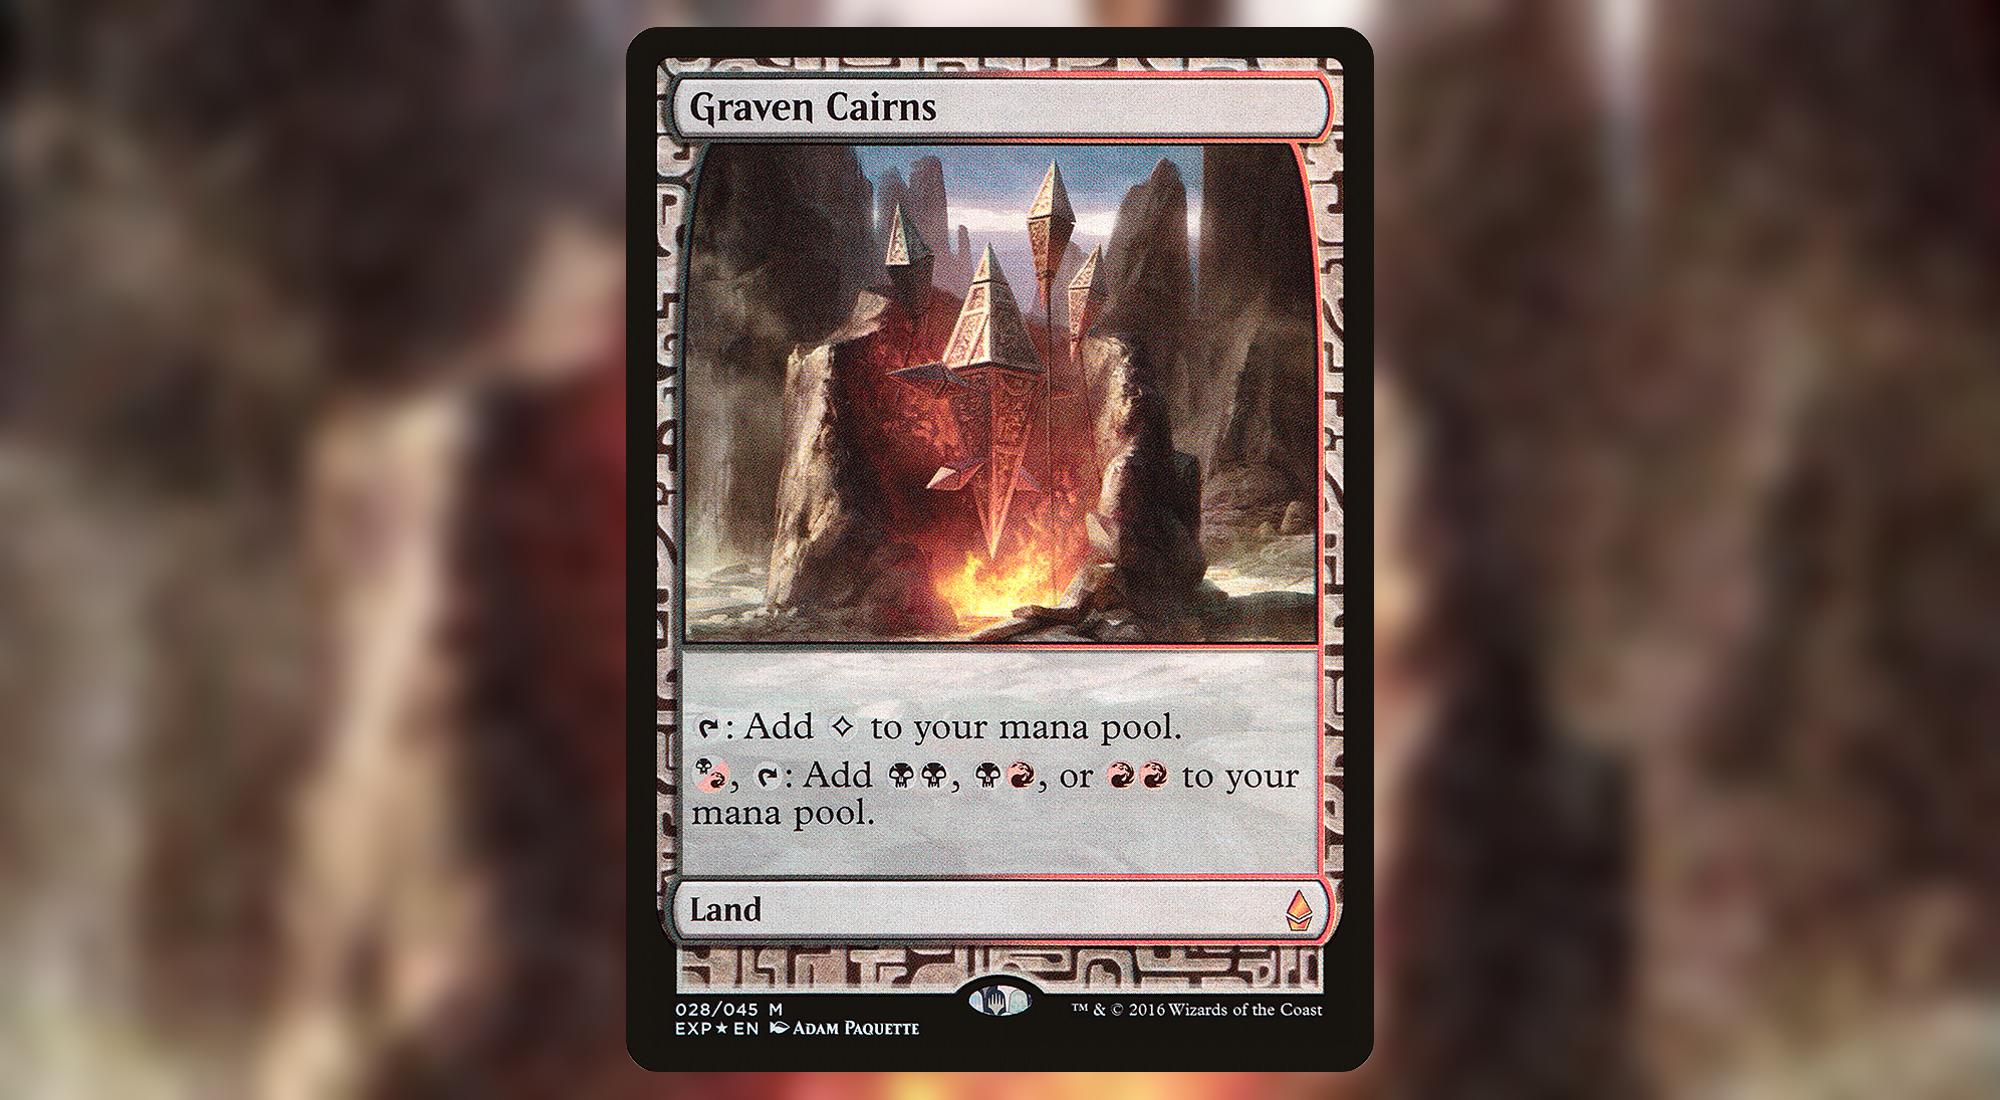 Graven Cairns
: Add to your mana pool.
, : Add , , or to your
mana pool.
Land
028/045 M
EXP★EN ADAM PAQUETTE
™ & © 2016 Wizards of the Coast